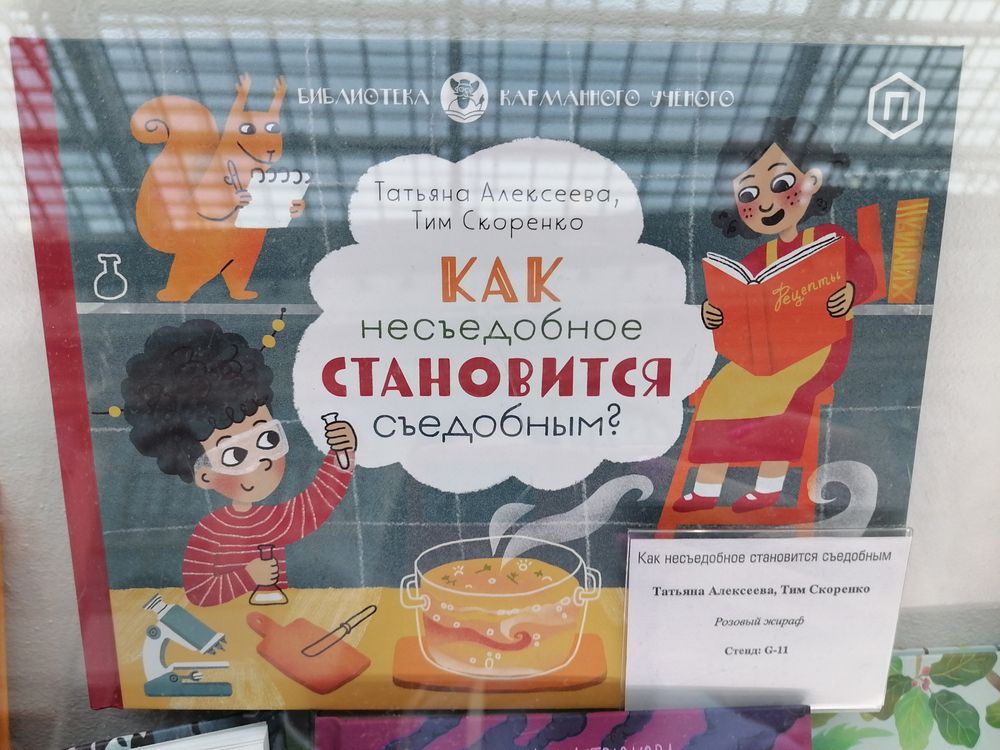 БИБЛИОТЕКА КАРМАННОГО УЧЁНОГО
П
Татьяна Алексеева,
Тим Скоренко
КАК
несъедобное
СТАНОВИТСЯ
съедобным?
ХИМИЯ
Рецепты
Как несъедобное становится съедобным
Татьяна Алексеева, Тим Скоренко
Розовый жираф
Стенд: G-11